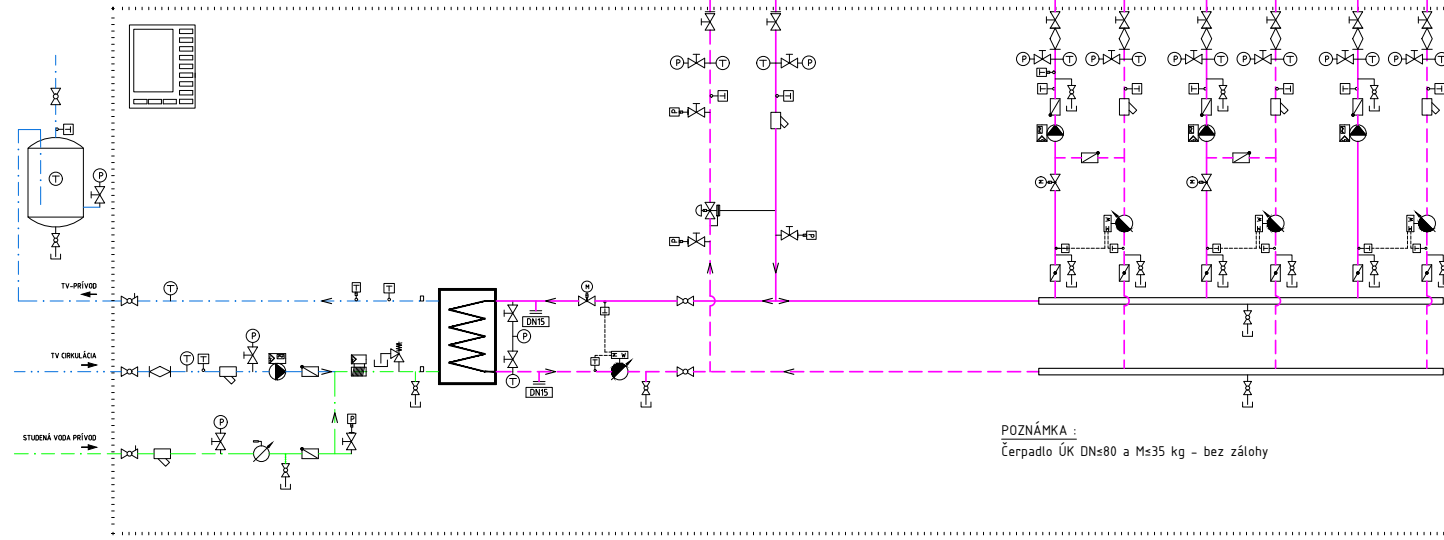 P T T P
P T P T P T P T P T P T
T
T T
P
P
T
P
M M
P P
TV-PRÍVOD
T T T
M
DN15
P
TV CIRKULÁCIA
P
T T
T
DN15
STUDENÁ VODA PRÍVOD
P P
POZNÁMKA :
Čerpadlo ÚK DN≤80 a M≤35 kg - bez zálohy